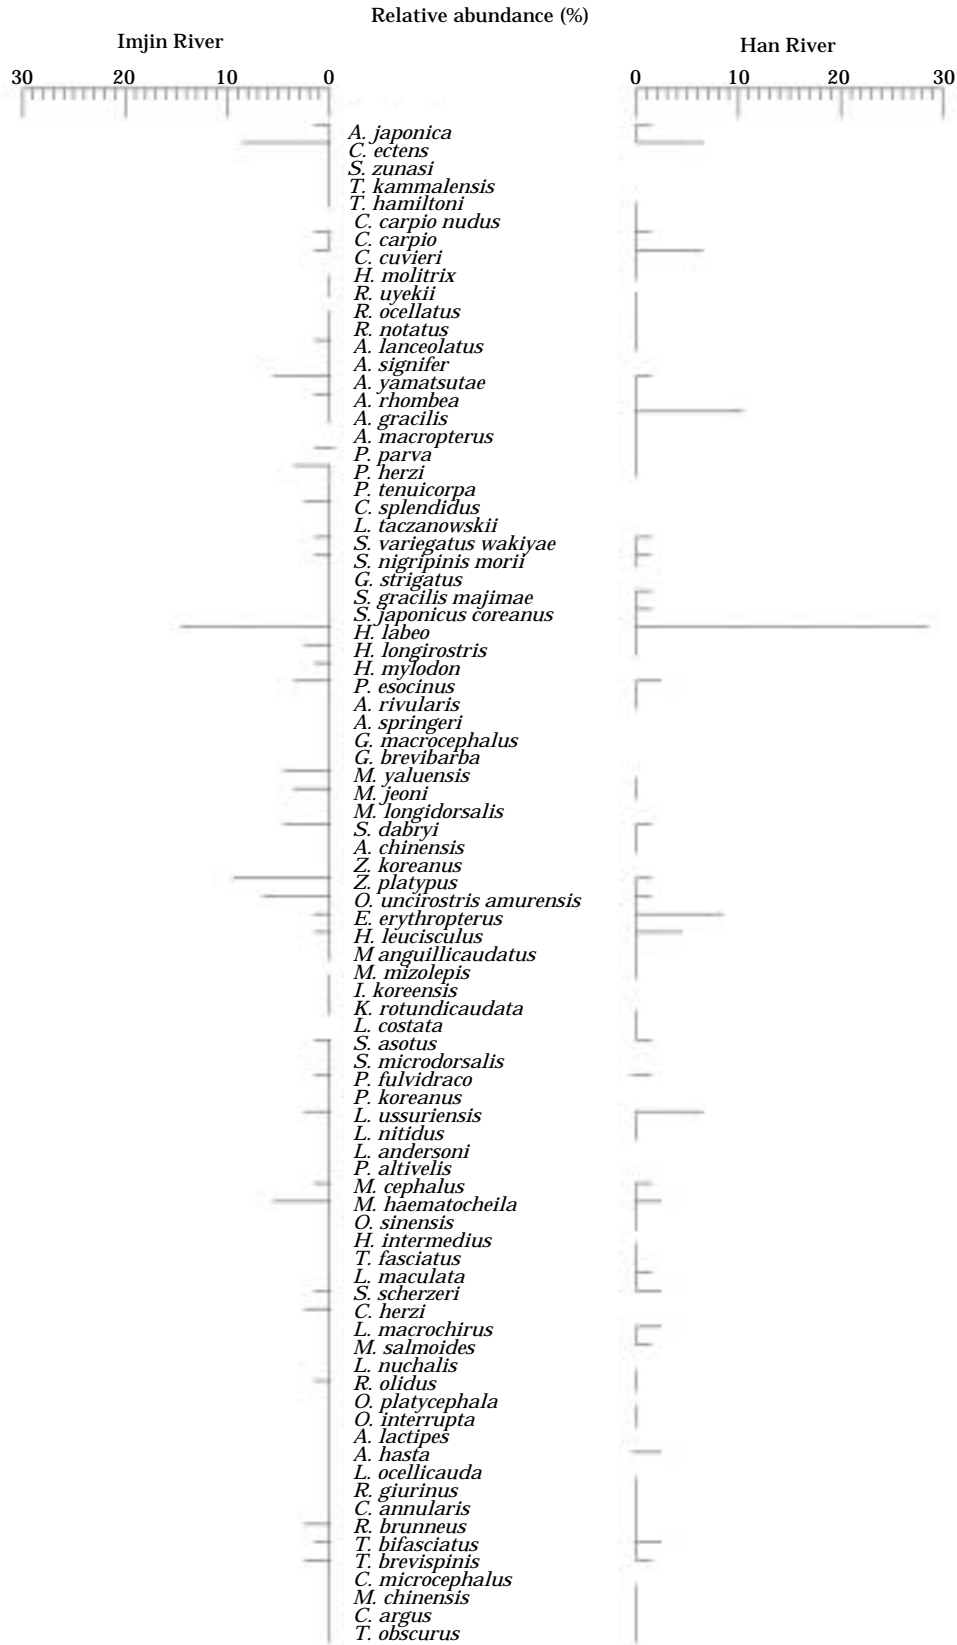 Relative abundance (%)
Imjin River
Han River
30 20 10 0
0 10 20 30
A. japonica
C. ectens
S. zunasi
T. kammalensis
T. hamiltoni
C. carpio nudus
C. carpio
C. cuvieri
H. molitrix
R. uyekii
R. ocellatus
R. notatus
A. lanceolatus
A. signifer
A. yamatsutae
A. rhombea
A. gracilis
A. macropterus
P. parva
P. herzi
P. tenuicorpa
C. splendidus
L. taczanowskii
S. variegatus wakiyae
S. nigripinis morii
G. strigatus
S. gracilis majimae
S. japonicus coreanus
H. labeo
H. longirostris
H. mylodon
P. esocinus
A. rivularis
A. springeri
G. macrocephalus
G. brevibarba
M. yaluensis
M. jeoni
M. longidorsalis
S. dabryi
A. chinensis
Z. koreanus
Z. platypus
O. uncirostris amurensis
E. erythropterus
H. leucisculus
M anguillicaudatus
M. mizolepis
I. koreensis
K. rotundicaudata
L. costata
S. asotus
S. microdorsalis
P. fulvidraco
P. koreanus
L. ussuriensis
L. nitidus
L. andersoni
P. altivelis
M. cephalus
M. haematocheila
O. sinensis
H. intermedius
T. fasciatus
L. maculata
S. scherzeri
C. herzi
L. macrochirus
M. salmoides
L. nuchalis
R. olidus
O. platycephala
O. interrupta
A. lactipes
A. hasta
L. ocellicauda
R. giurinus
C. annularis
R. brunneus
T. bifasciatus
T. brevispinis
C. microcephalus
M. chinensis
C. argus
T. obscurus